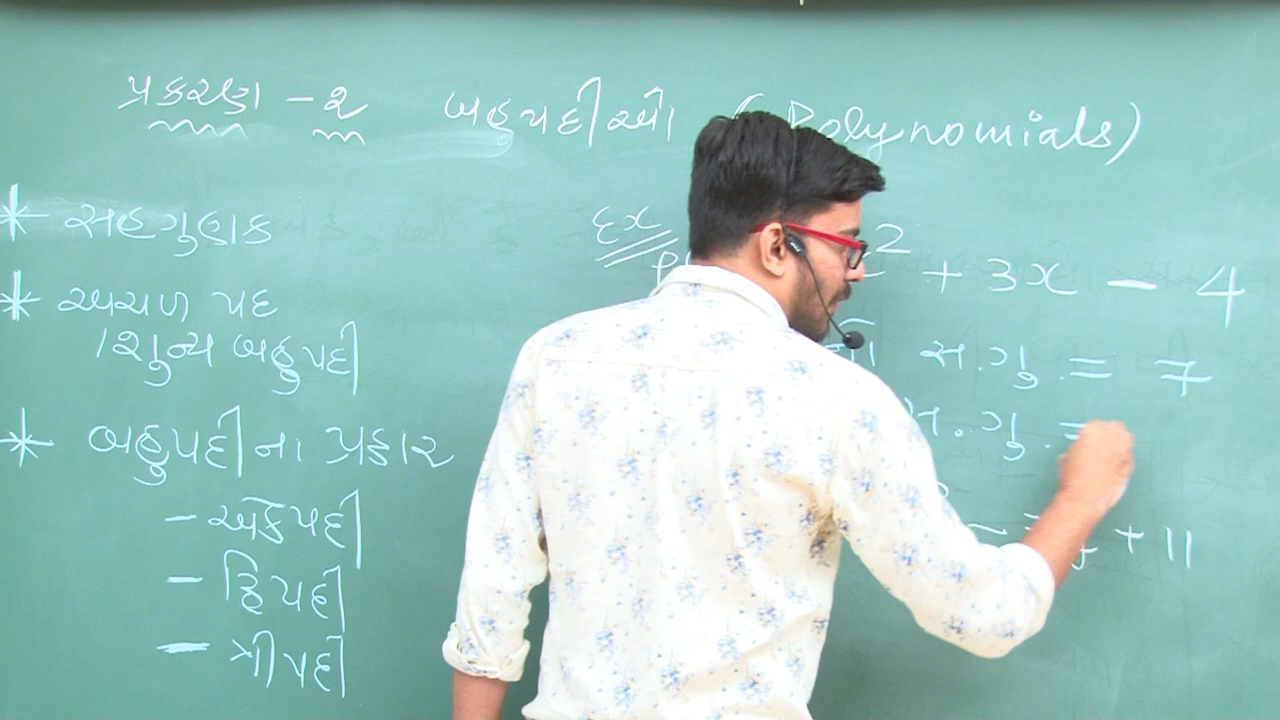 પ્રકરણ - ૨ બહુપદીઓ (Polynomials)
* સહગુણક
* અચળ પદ
/શુન્ય બહુપદી
* બહુપદીના પ્રકાર
- એકપદી
- દ્વિપદી
- ત્રીપદી
Ex
2 + 3x - 4
સ.ગુ. = 7
સ.ગુ. =
+ 11